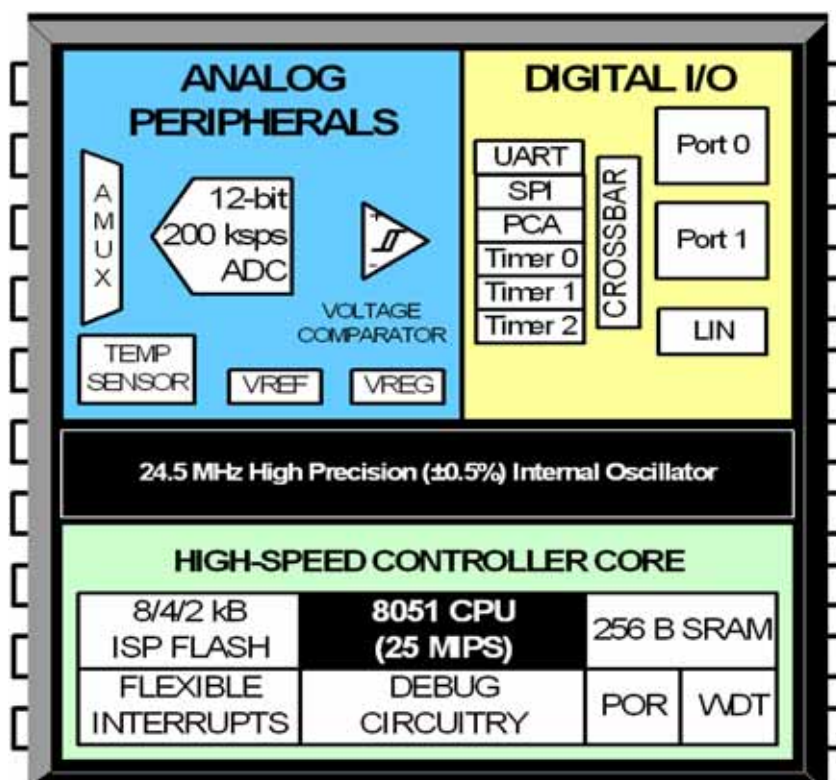 ANALOG
PERIPHERALS
A
M
U
X
12-bit
200 ksps
ADC
+
-
VOLTAGE
COMPARATOR
TEMP
SENSOR
VREF
VREG
DIGITAL I/O
UART
SPI
PCA
Timer 0
Timer 1
Timer 2
CROSSBAR
Port 0
Port 1
LIN
24.5 MHz High Precision (±0.5%) Internal Oscillator
HIGH-SPEED CONTROLLER CORE
8/4/2 kB
ISP FLASH
8051 CPU
(25 MIPS)
256 B SRAM
FLEXIBLE
INTERRUPTS
DEBUG
CIRCUITRY
POR
WDT